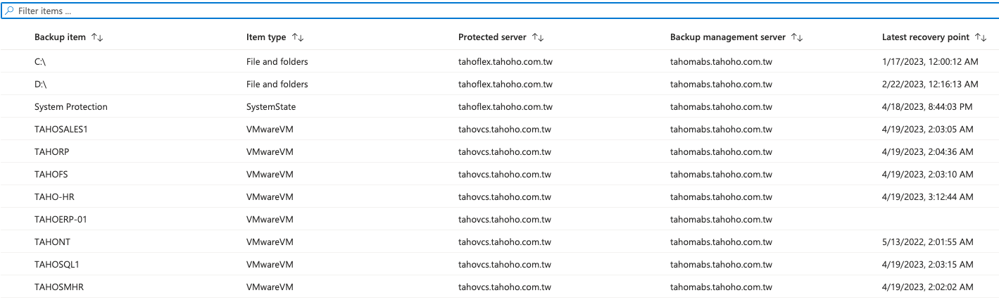 Filter items ...
Backup item ↑↓ Item type ↑↓ Protected server ↑↓ Backup management server ↑↓ Latest recovery point ↑↓
C:\ File and folders tahoflex.tahoho.com.tw tahomabs.tahoho.com.tw 1/17/2023, 12:00:12 AM
D:\ File and folders tahoflex.tahoho.com.tw tahomabs.tahoho.com.tw 2/22/2023, 12:16:13 AM
System Protection SystemState tahoflex.tahoho.com.tw tahomabs.tahoho.com.tw 4/18/2023, 8:44:03 PM
TAHOSALES1 VMwareVM tahovcs.tahoho.com.tw tahomabs.tahoho.com.tw 4/19/2023, 2:03:05 AM
TAHORP VMwareVM tahovcs.tahoho.com.tw tahomabs.tahoho.com.tw 4/19/2023, 2:04:36 AM
TAHOFS VMwareVM tahovcs.tahoho.com.tw tahomabs.tahoho.com.tw 4/19/2023, 2:03:10 AM
TAHO-HR VMwareVM tahovcs.tahoho.com.tw tahomabs.tahoho.com.tw 4/19/2023, 3:12:44 AM
TAHOERP-01 VMwareVM tahovcs.tahoho.com.tw tahomabs.tahoho.com.tw
TAHONT VMwareVM tahovcs.tahoho.com.tw tahomabs.tahoho.com.tw 5/13/2022, 2:01:55 AM
TAHOSQL1 VMwareVM tahovcs.tahoho.com.tw tahomabs.tahoho.com.tw 4/19/2023, 2:03:15 AM
TAHOSMHR VMwareVM tahovcs.tahoho.com.tw tahomabs.tahoho.com.tw 4/19/2023, 2:02:02 AM